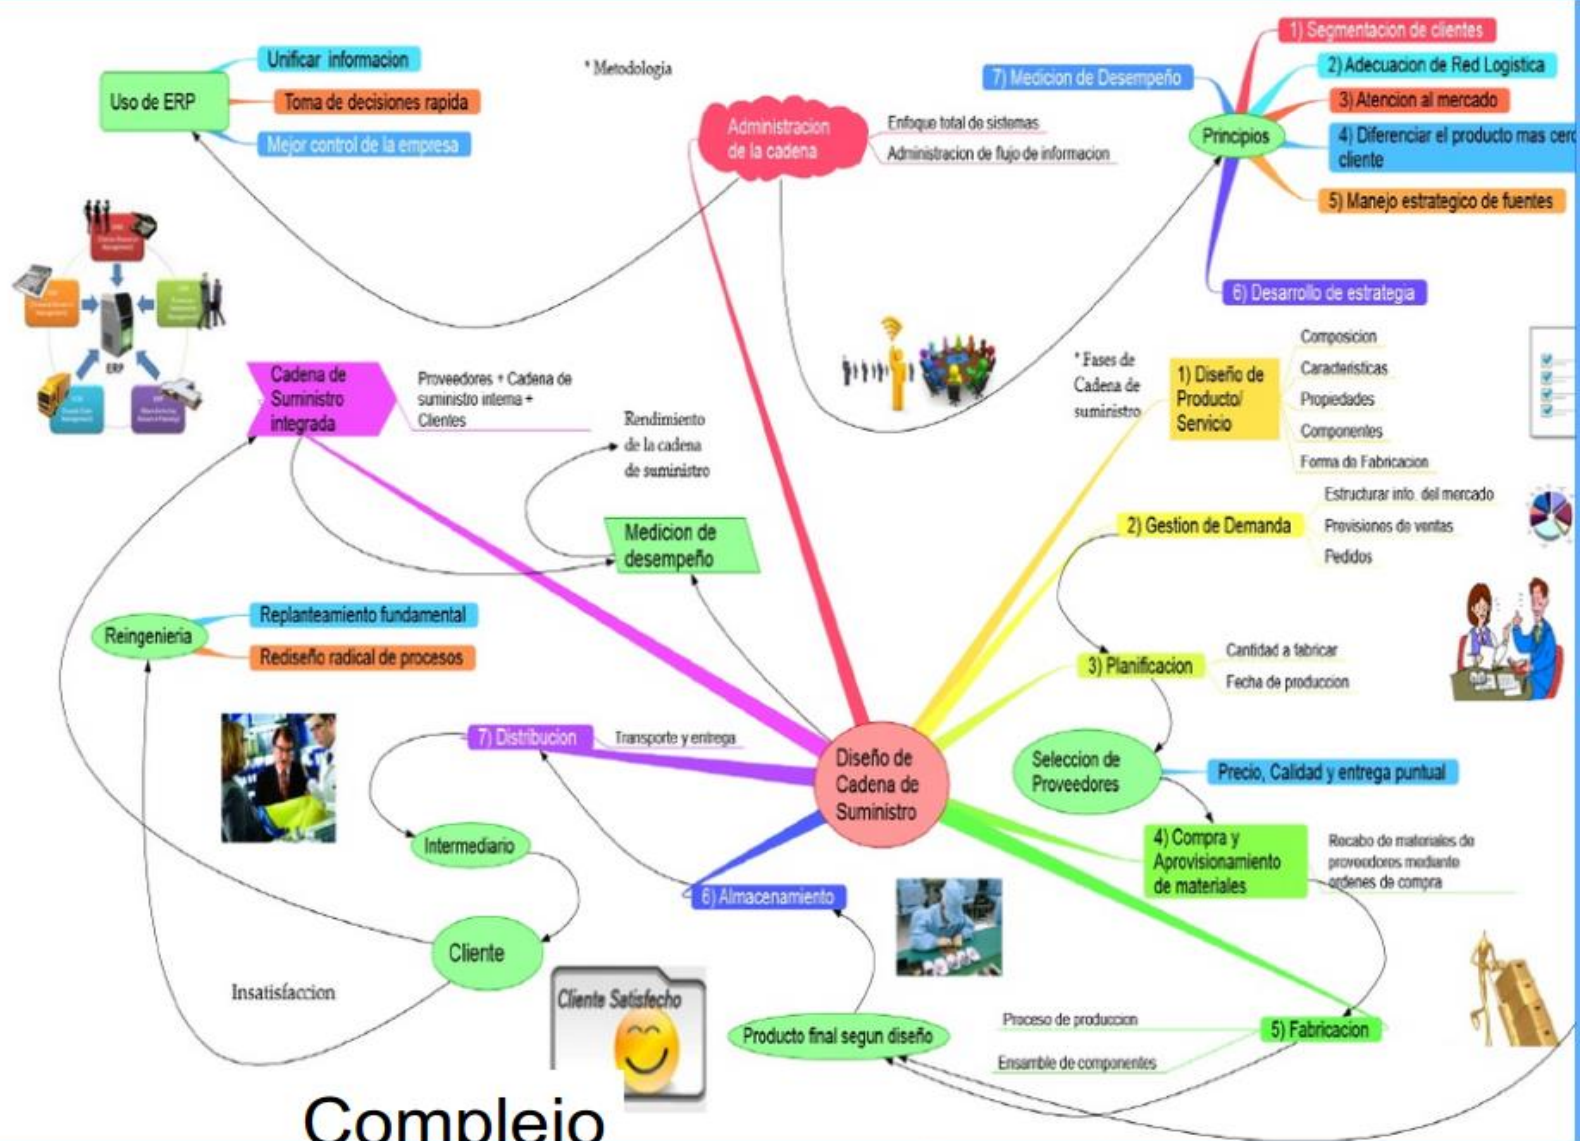 Unificar informacion
Uso de ERP
Toma de decisiones rapida
Mejor control de la empresa
* Metodologia
Administracion
de la cadena
Enfoque total de sistemas
Administracion de flujo de informacion
7) Medicion de Desempeño
Principios
1) Segmentacion de clientes
2) Adecuacion de Red Logistica
3) Atencion al mercado
4) Diferenciar el producto mas
cliente
5) Manejo estrategico de fuentes
6) Desarrollo de estrategia
ERP
Cadena de
Suministro
integrada
Proveedores + Cadena de
suministro interna +
Clientes
Rendimiento
de la cadena
de suministro
Medicion de
desempeño
* Fases de
Cadena de
suministro
1) Diseño de
Producto/
Servicio
Composicion
Caracteristicas
Propiedades
Componentes
Forma de Fabricacion
2) Gestion de Demanda
Estructurar info. del mercado
Previsiones de ventas
Pedidos
3) Planificacion
Cantidad a fabricar
Fecha de produccion
Reingenieria
Replanteamiento fundamental
Rediseño radical de procesos
7) Distribucion
Transporte y entrega
Diseño de
Cadena de
Suministro
Seleccion de
Proveedores
Precio, Calidad y entrega puntual
4) Compra y
Aprovisionamiento
de materiales
Recabo de materiales de
proveedores mediante
ordenes de compra
Intermediario
6) Almacenamiento
Cliente
Insatisfaccion
Cliente Satisfecho
Producto final segun diseño
Proceso de produccion
Ensamble de componentes
5) Fabricacion
Complejo